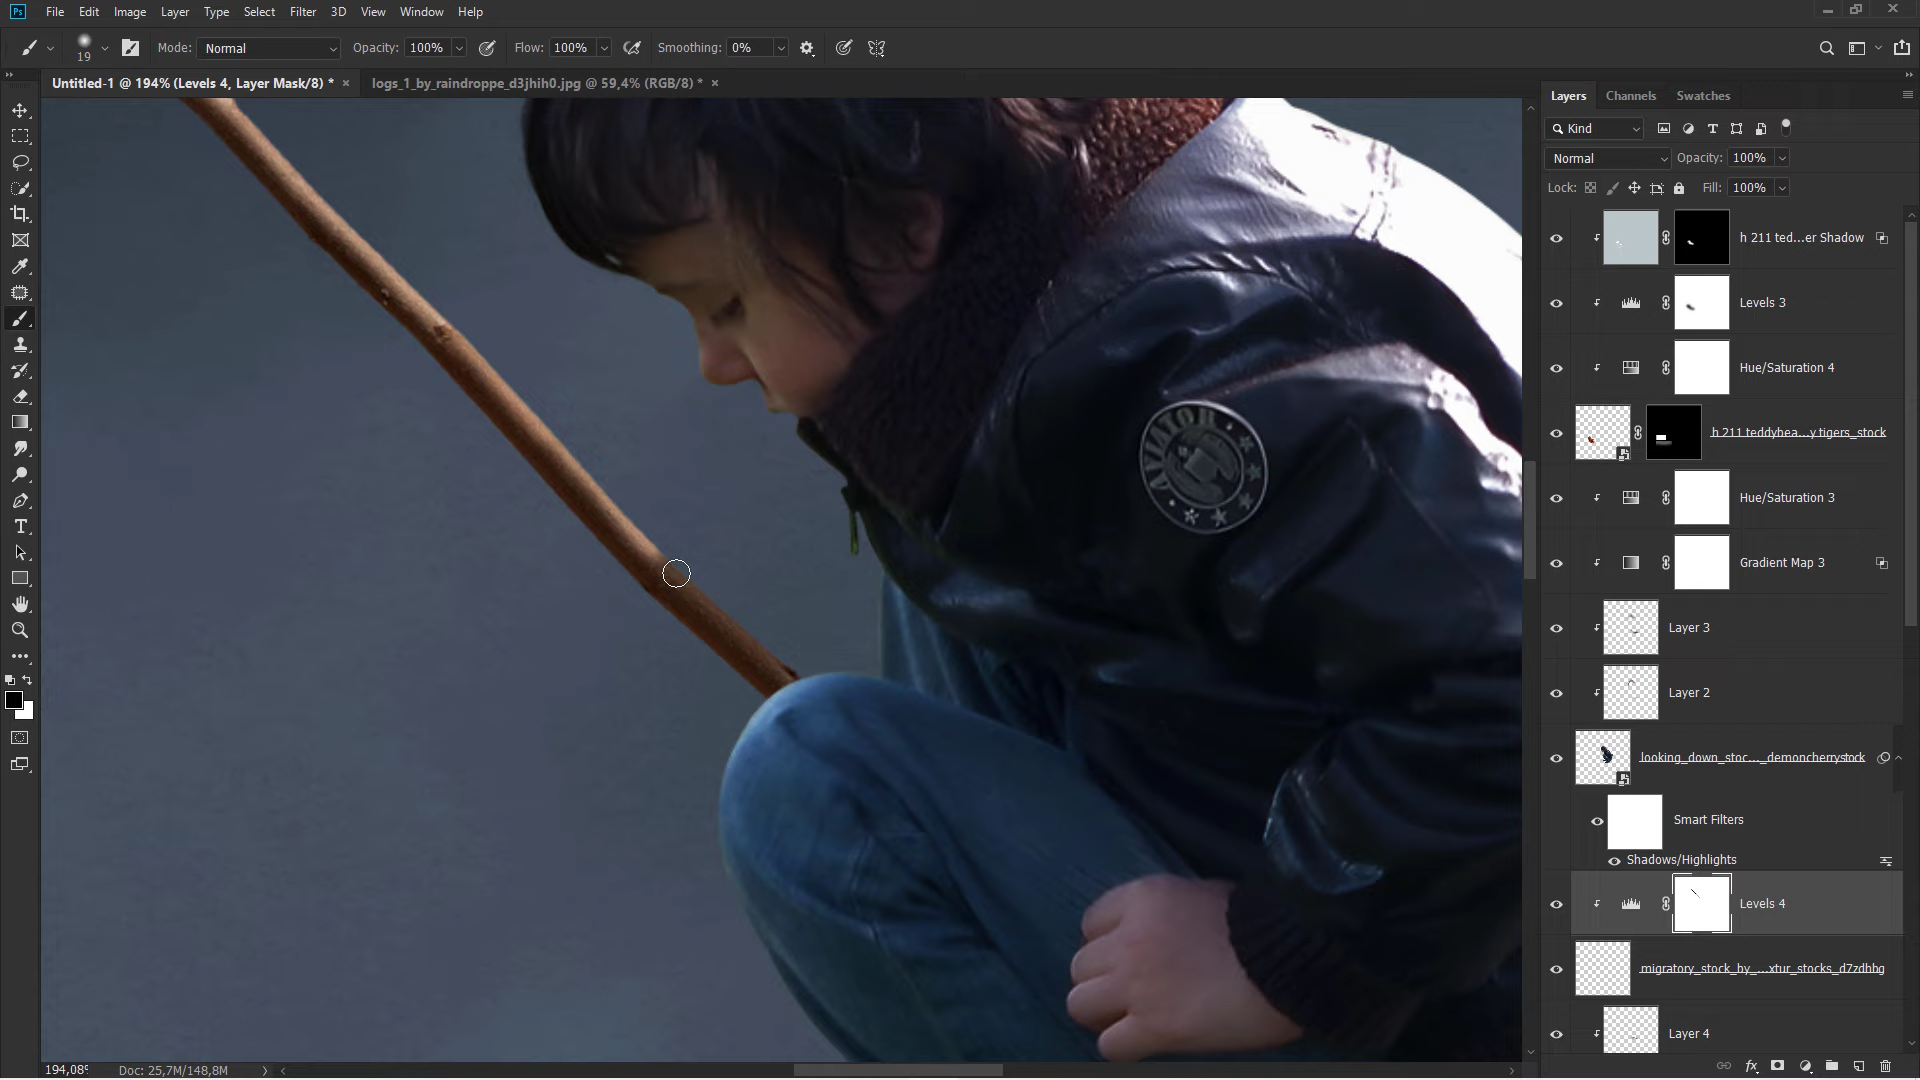 Ps File Edit Image Layer Type Select Filter 3D View Window Help
19 Mode: Normal Opacity: 100% Flow: 100% Smoothing: 0%
Untitled-1 @ 194% (Levels 4, Layer Mask/8) * × logs_1_by_raindroppe_d3jhih0.jpg @ 59,4% (RGB/8) * ×
Layers Channels Swatches
Kind
Normal Opacity: 100%
Lock: Fill: 100%
h 211 ted...er Shadow
Levels 3
Hue/Saturation 4
h 211 teddybea...y tigers_stock
Hue/Saturation 3
Gradient Map 3
Layer 3
Layer 2
looking_down_stoc..._demoncherrystock
Smart Filters
Shadows/Highlights
Levels 4
migratory_stock_by_...xtur_stocks_d7zdhbg
Layer 4
AVIATOR
194,08%
Doc: 25,7M/148,8M